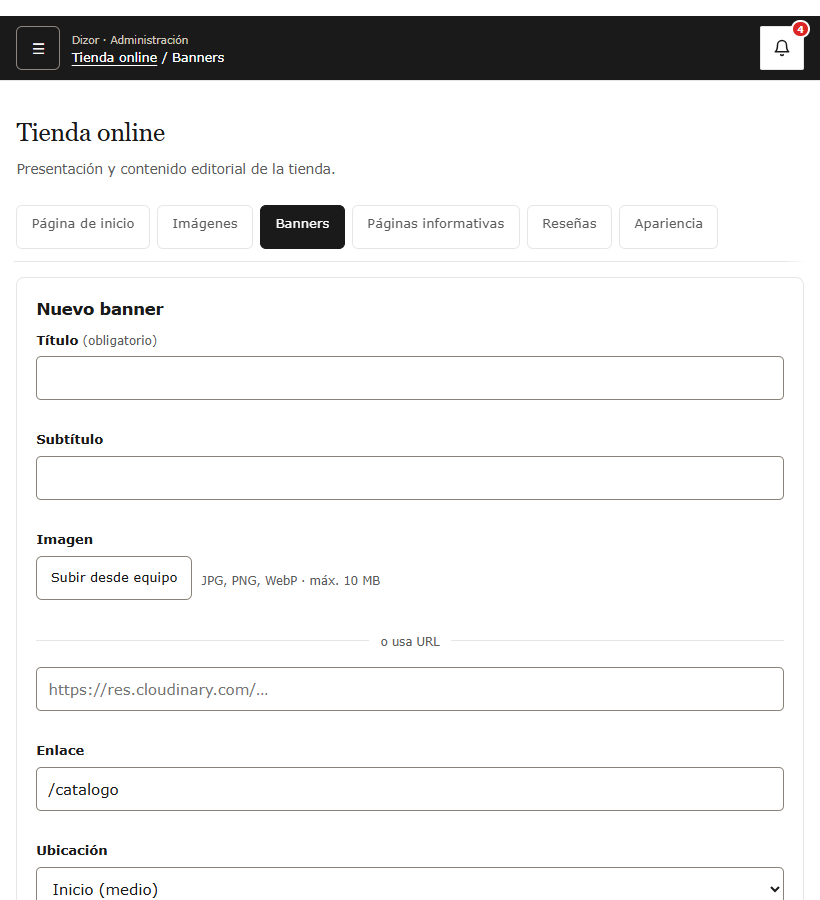 ☰
Dizor · Administración
Tienda online / Banners
4
Tienda online
Presentación y contenido editorial de la tienda.
Página de inicio
Imágenes
Banners
Páginas informativas
Reseñas
Apariencia
Nuevo banner
Título (obligatorio)
Subtítulo
Imagen
Subir desde equipo
JPG, PNG, WebP · máx. 10 MB
o usa URL
https://res.cloudinary.com/...
Enlace
/catalogo
Ubicación
Inicio (medio)